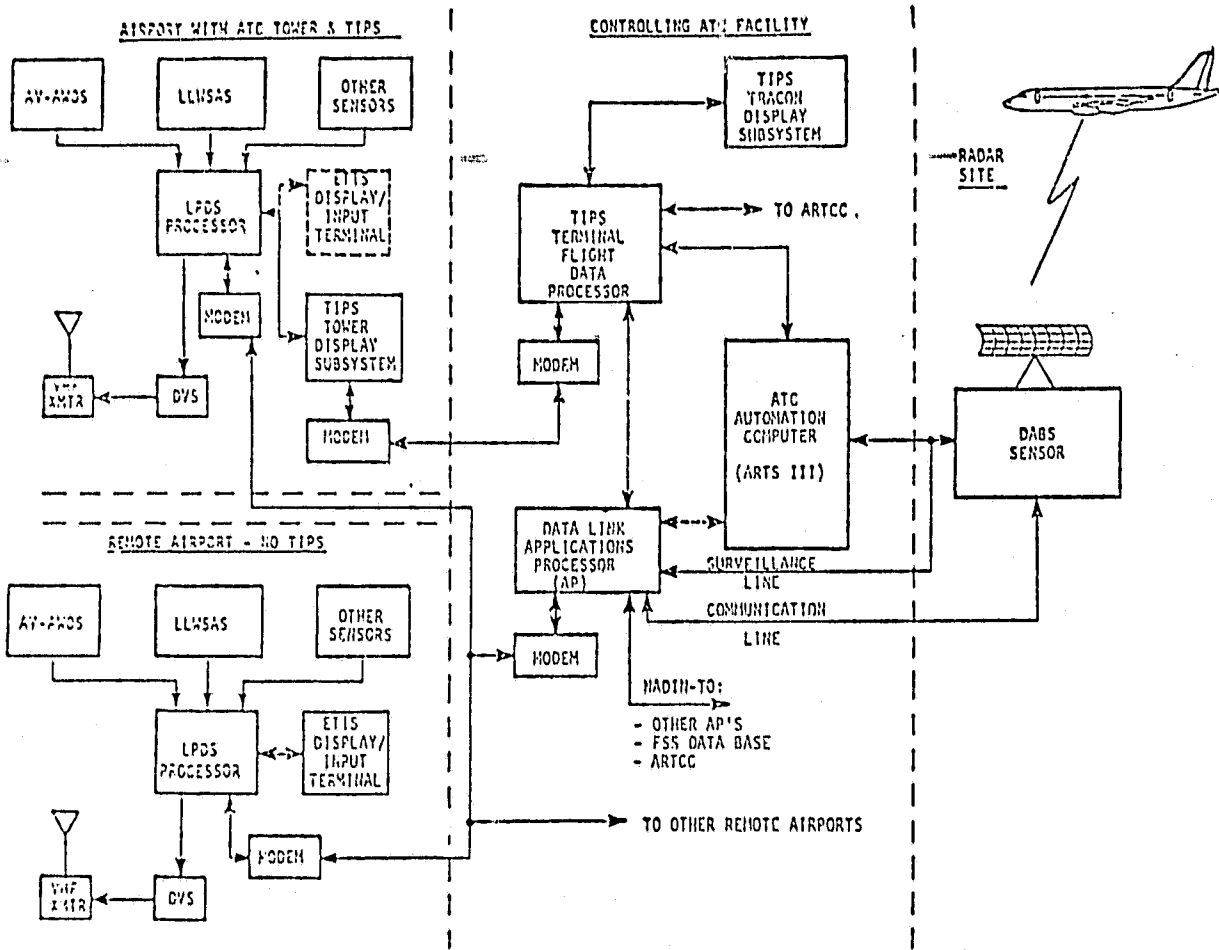 AIRPORT WITH ATC TOWER & TIPS
AV-AWOS
LLWSAS
OTHER
SENSORS
LPDS
PROCESSOR
ETIS
DISPLAY/
INPUT
TERMINAL
MODEM
TIPS
TOWER
DISPLAY
SUBSYSTEM
VHF
XMTR
DVS
MODEM
REMOTE AIRPORT - NO TIPS
AV-AWOS
LLWSAS
OTHER
SENSORS
LPDS
PROCESSOR
ETIS
DISPLAY/
INPUT
TERMINAL
MODEM
VHF
XMTR
DVS
CONTROLLING ATC FACILITY
TIPS
TRACON
DISPLAY
SUBSYSTEM
TIPS
TERMINAL
FLIGHT
DATA
PROCESSOR
TO ARTCC.
MODEM
ATC
AUTOMATION
COMPUTER
(ARTS III)
DATA LINK
APPLICATIONS
PROCESSOR
(AP)
SURVEILLANCE
LINE
COMMUNICATION
LINE
MODEM
NADIN-TO:
- OTHER AP'S
- FSS DATA BASE
- ARTCC
TO OTHER REMOTE AIRPORTS
RADAR
SITE
DABS
SENSOR